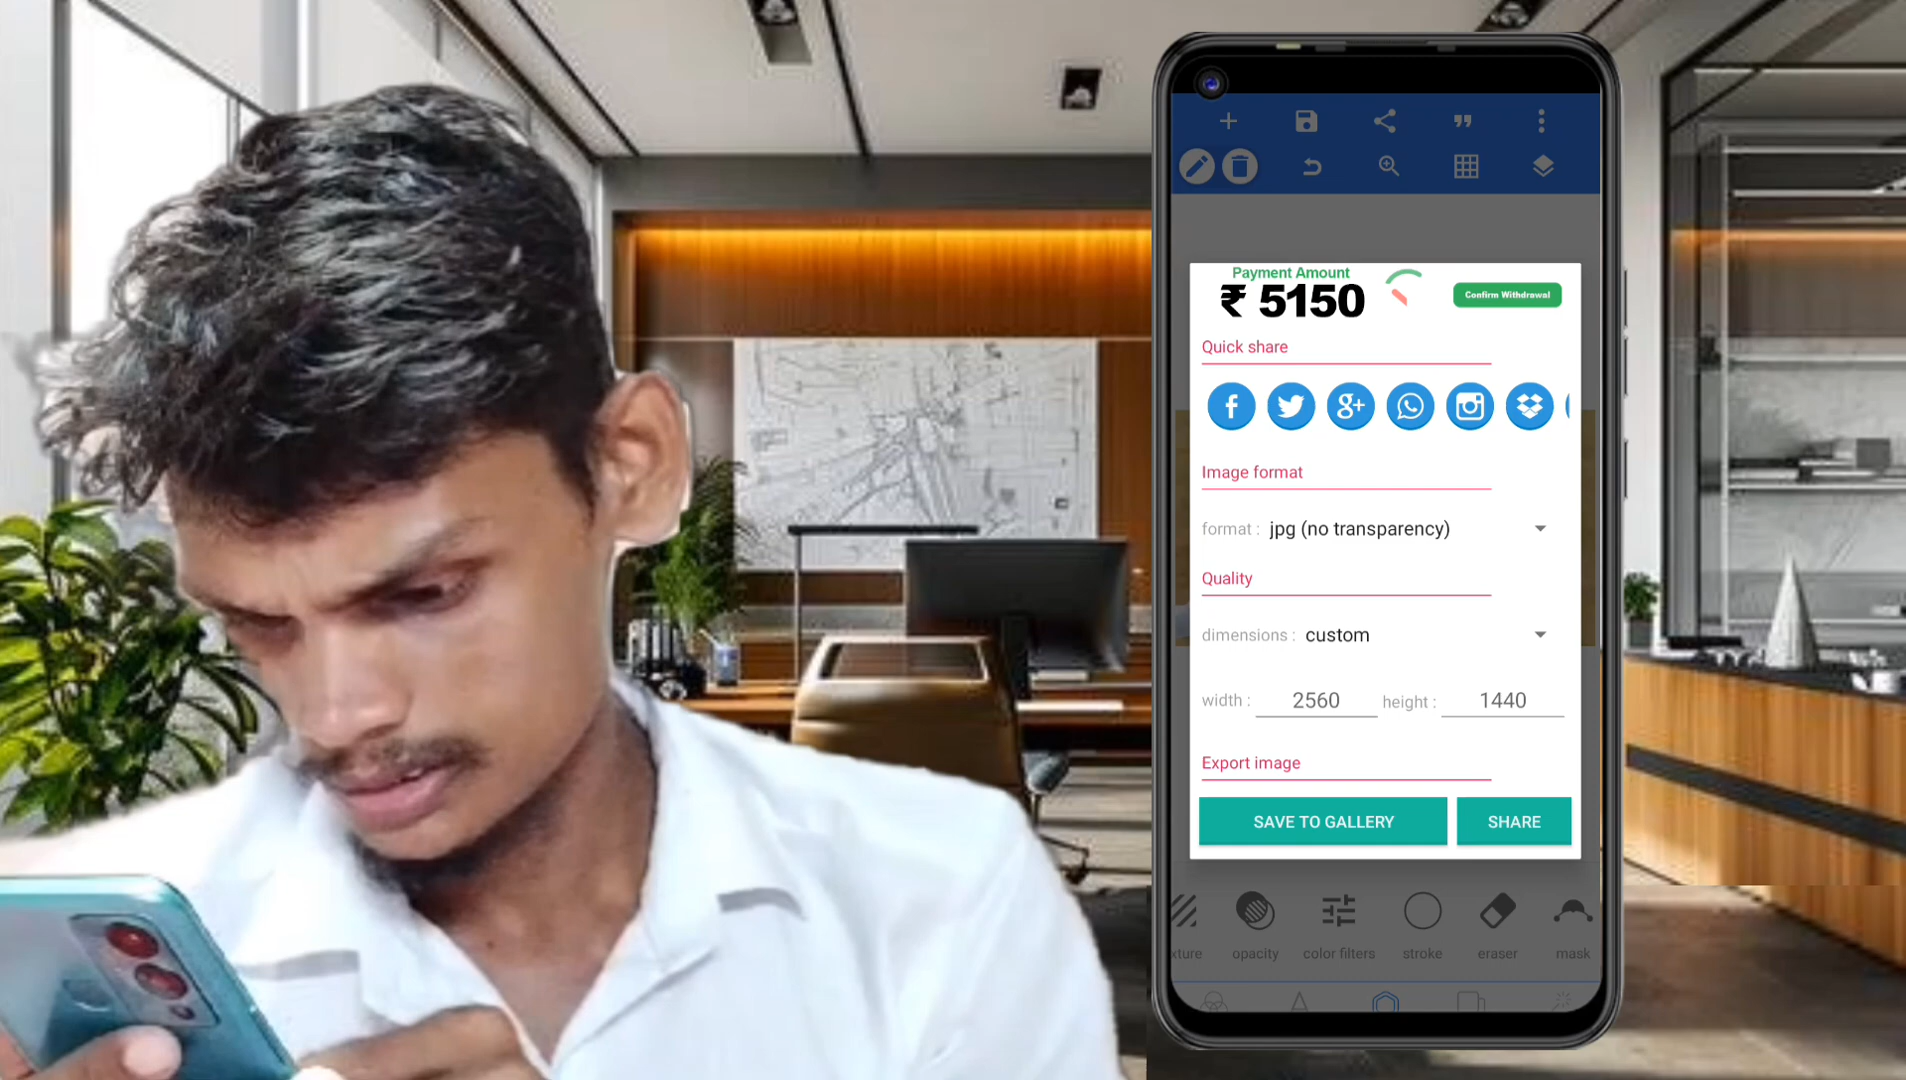 Payment Amount
₹ 5150
Confirm Withdrawal
Quick share
Image format
format : jpg (no transparency)
Quality
dimensions : custom
width : 2560 height : 1440
Export image
SAVE TO GALLERY SHARE
xture opacity color filters stroke eraser mask